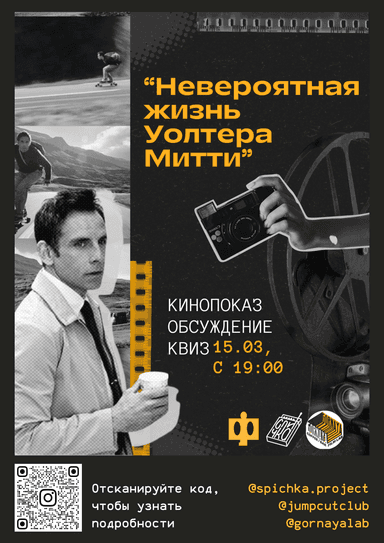 “Невероятная
жизнь
Уолтера
Митти”
КИНОПОКАЗ
ОБСУЖДЕНИЕ
КВИЗ 15.03,
С 19:00
Ф
Отсканируйте код,
чтобы узнать
подробности
@spichka.project
@jumpcutclub
@gornayalab